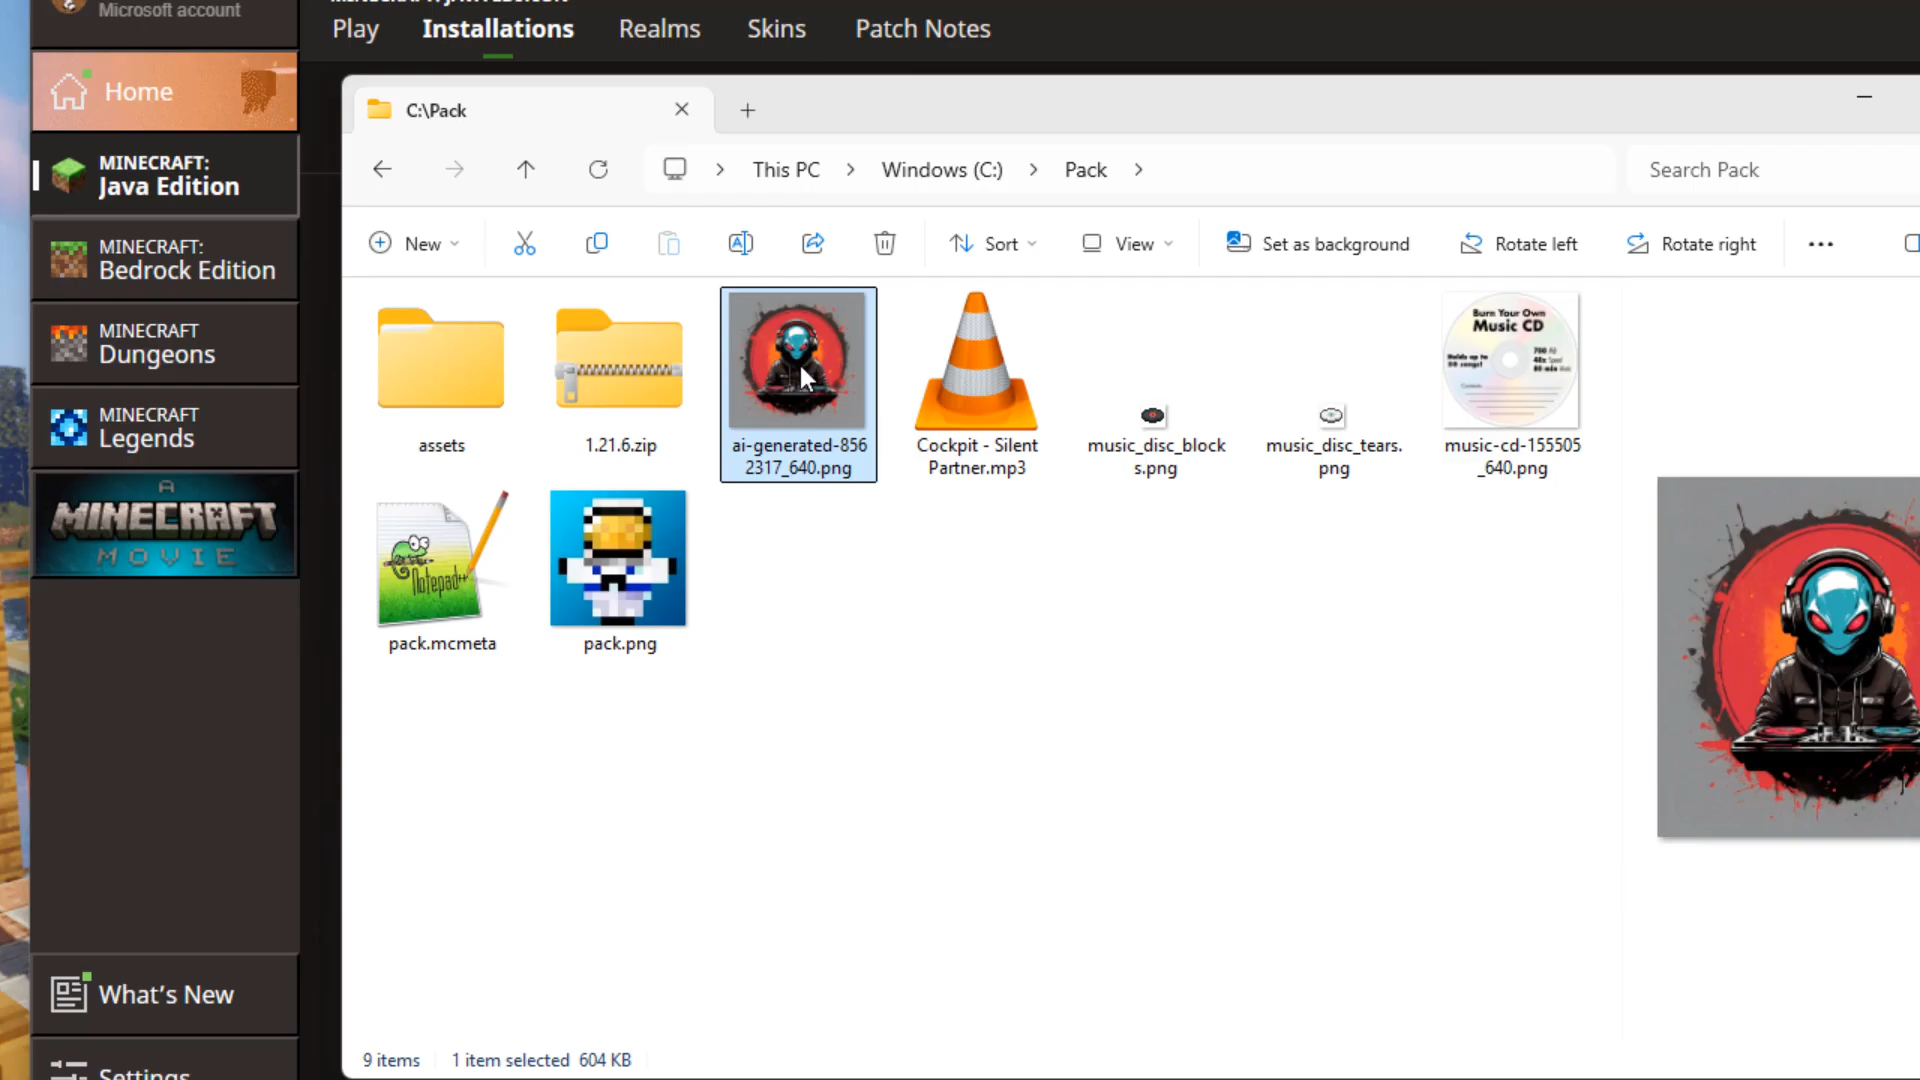 Microsoft account
Play
Installations
Realms
Skins
Patch Notes
Home
MINECRAFT:
Java Edition
MINECRAFT:
Bedrock Edition
MINECRAFT
Dungeons
MINECRAFT
Legends
A
MINECRAFT
MOVIE
What's New
Settings
C:\Pack
This PC
Windows (C:)
Pack
Search Pack
New
Sort
View
Set as background
Rotate left
Rotate right
assets
1.21.6.zip
ai-generated-856
2317_640.png
Cockpit - Silent
Partner.mp3
music_disc_block
s.png
music_disc_tears.
png
Burn Your Own
Music CD
music-cd-155505
_640.png
Notepad++
pack.mcmeta
pack.png
9 items
1 item selected 604 KB